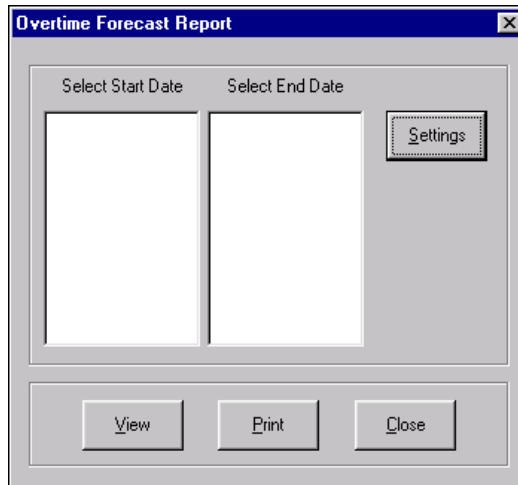 Overtime Forecast Report
Select Start Date Select End Date
Settings
View Print Close